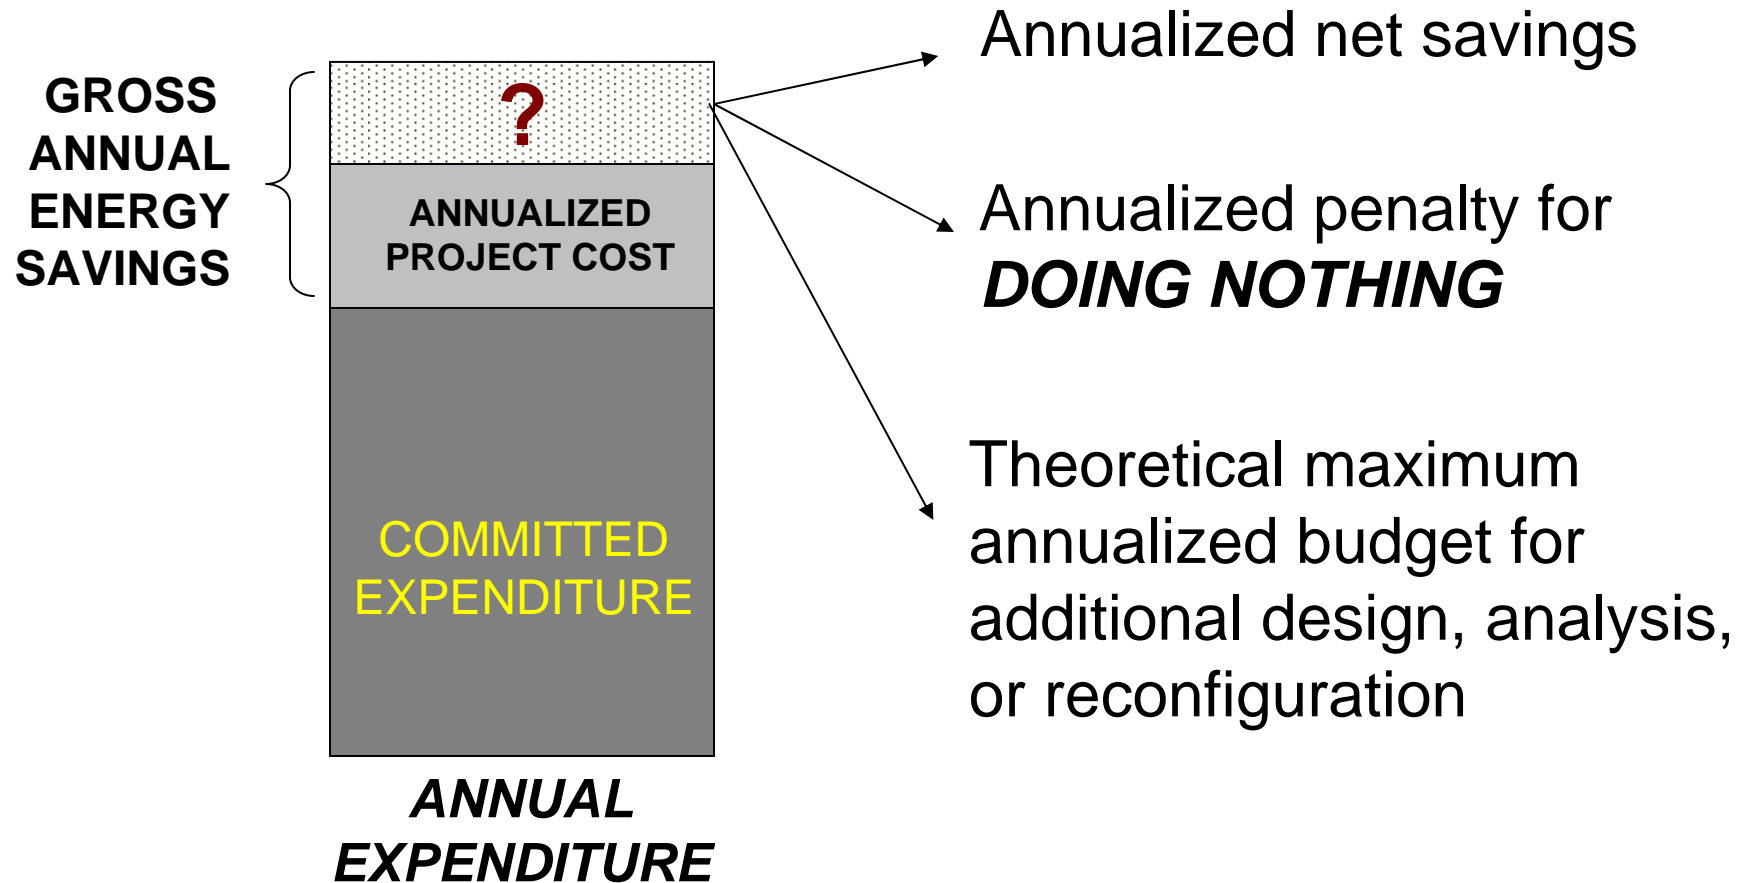 GROSS
ANNUAL
ENERGY
SAVINGS
?
ANNUALIZED
PROJECT COST
COMMITTED
EXPENDITURE
ANNUAL
EXPENDITURE
Annualized net savings
Annualized penalty for
DOING NOTHING
Theoretical maximum
annualized budget for
additional design, analysis,
or reconfiguration